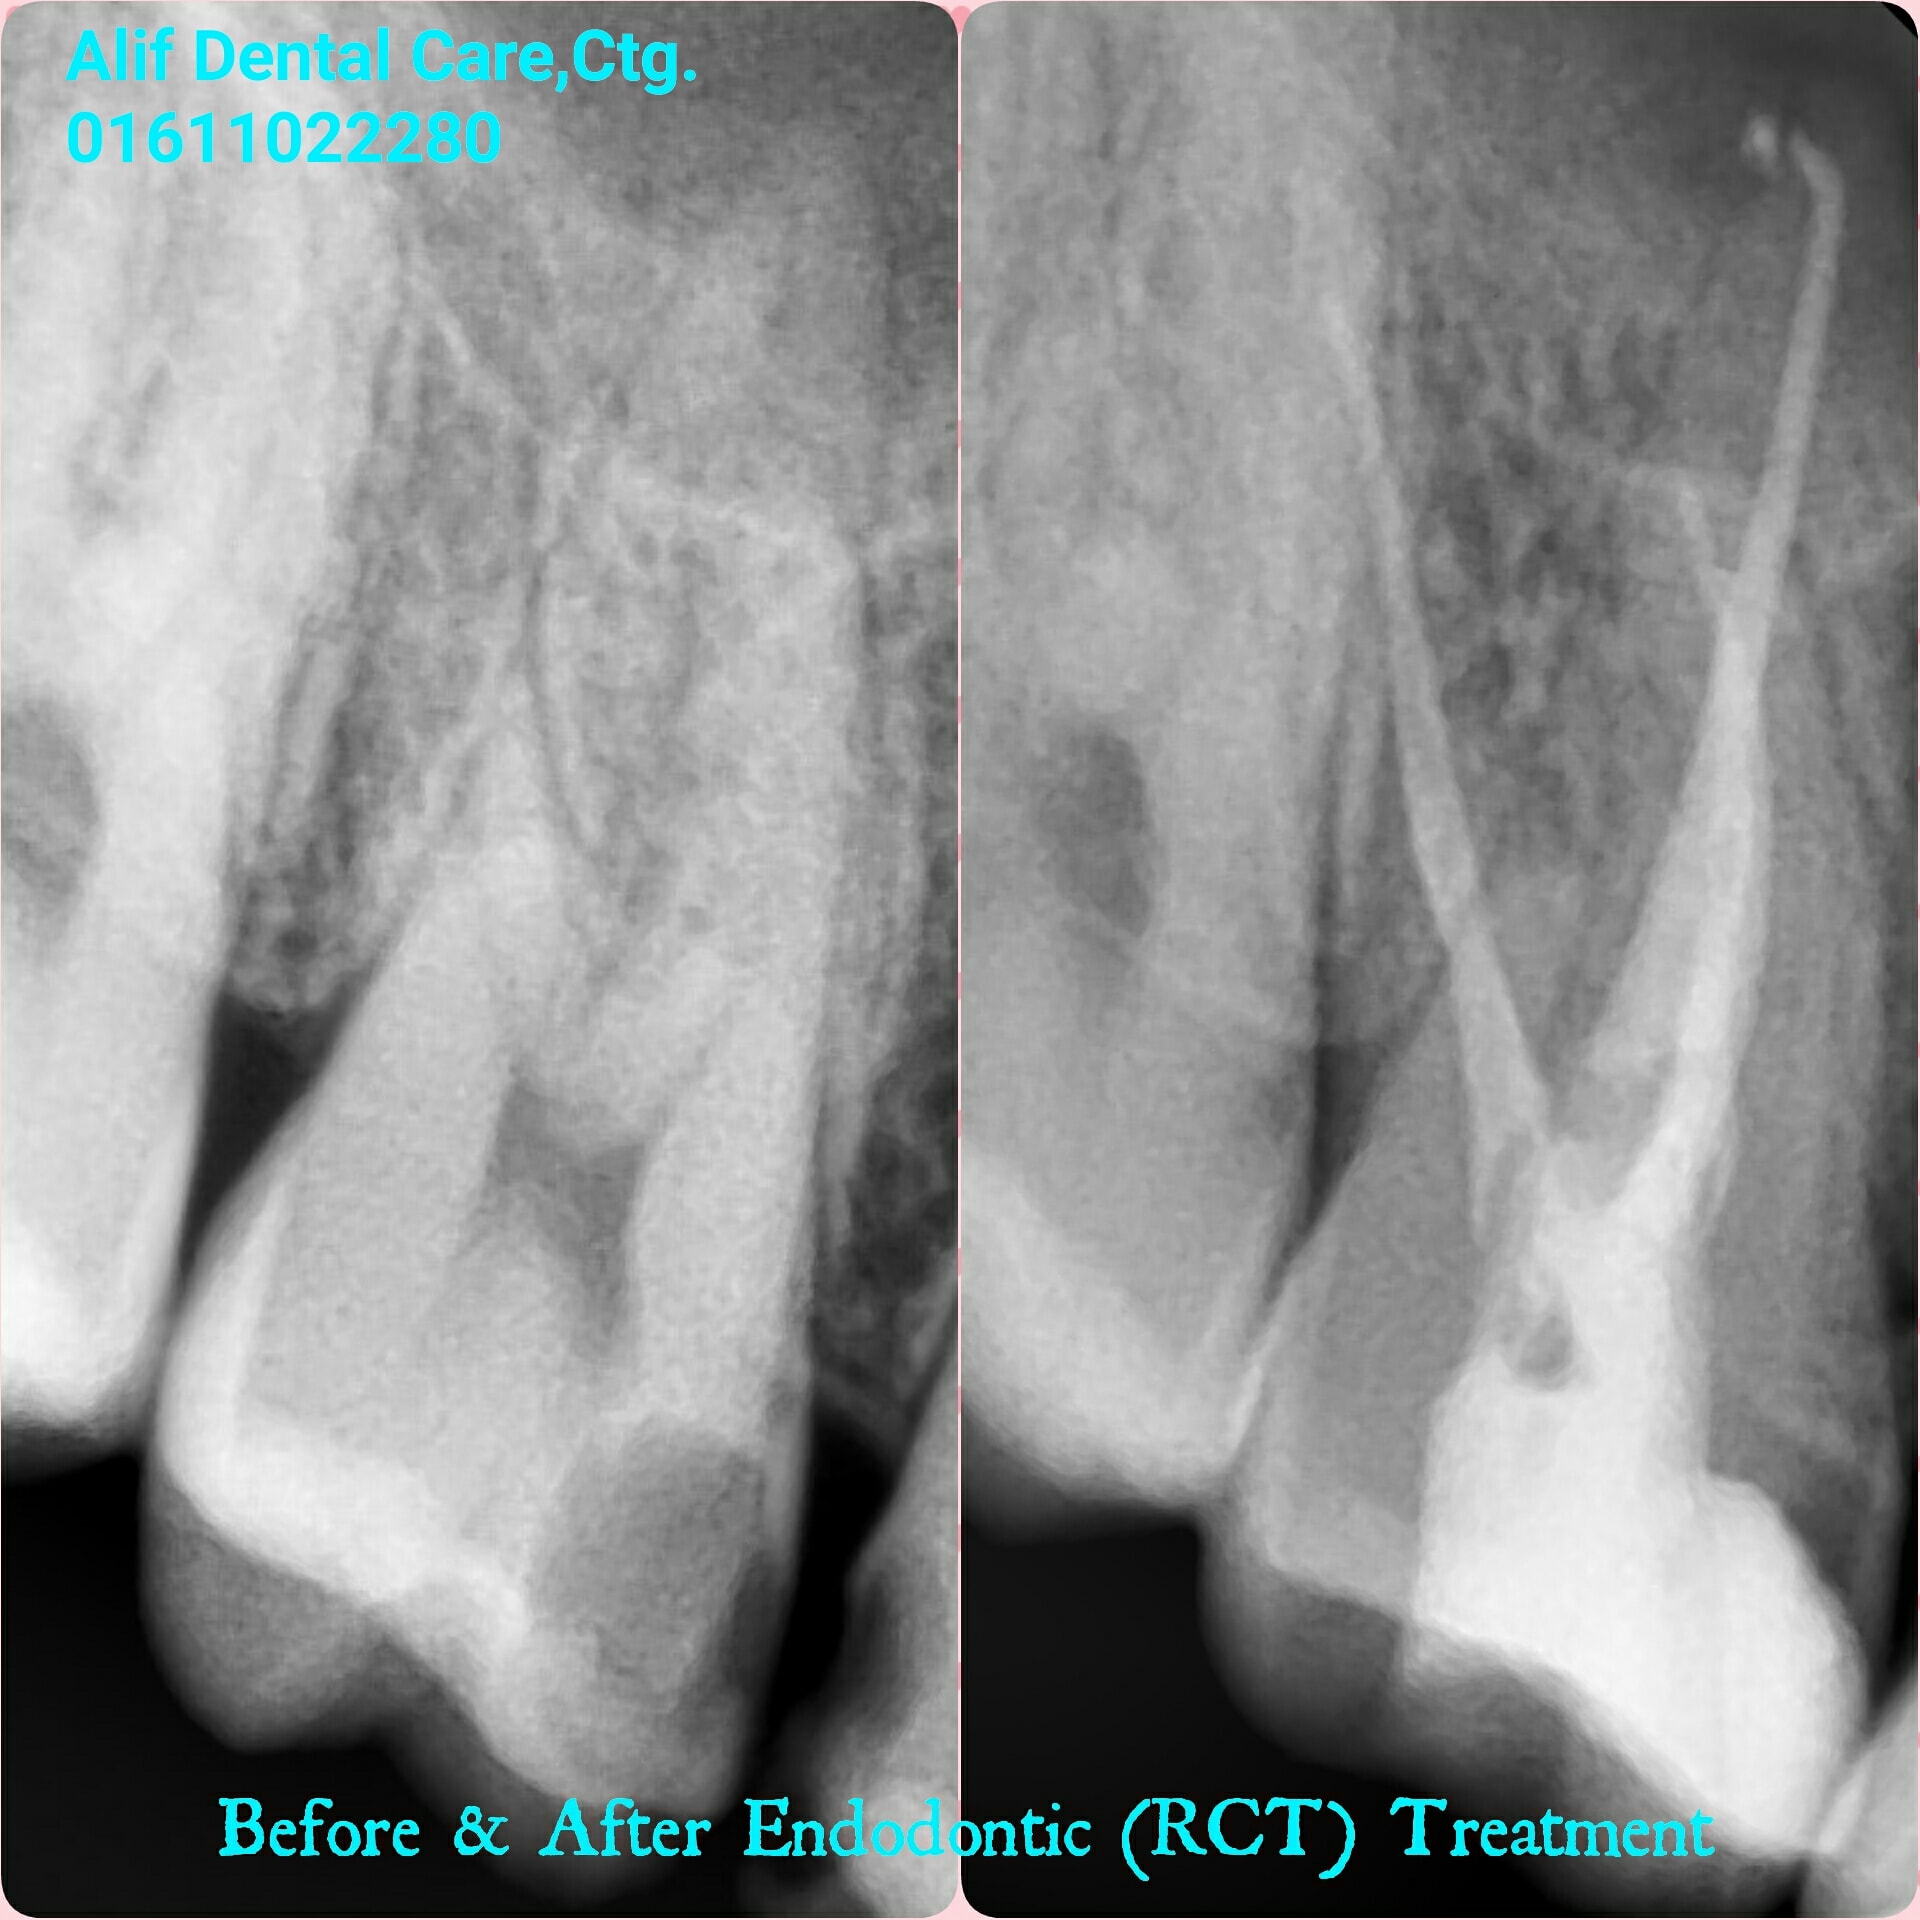 Alif Dental Care,Ctg.
01611022280
Before & After Endodontic (RCT) Treatment